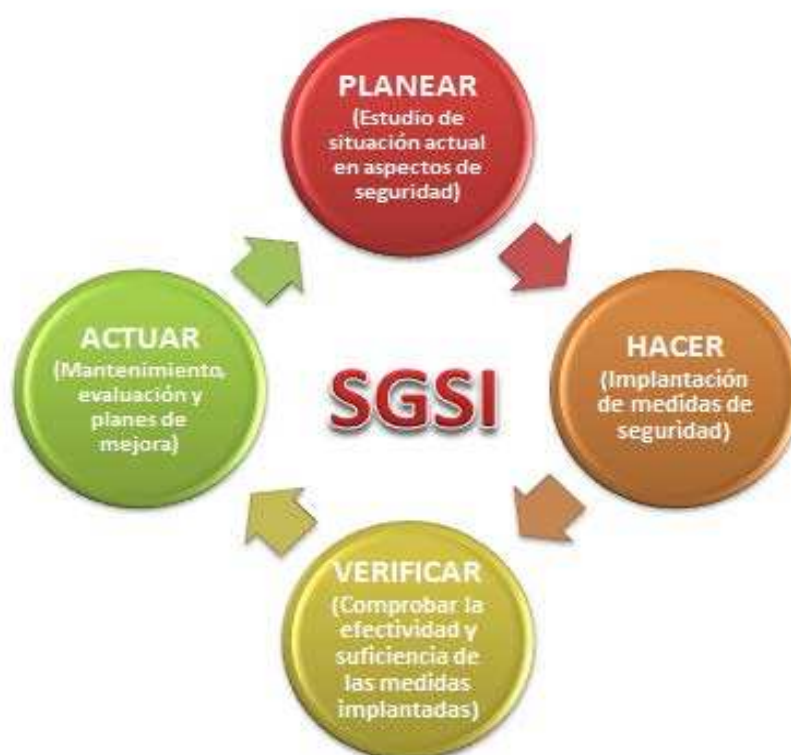 PLANEAR
(Estudio de
situación actual
en aspectos de
seguridad)
HACER
(Implantación
de medidas de
seguridad)
VERIFICAR
(Comprobar la
efectividad y
suficiencia de
las medidas
implantadas)
ACTUAR
(Mantenimiento,
evaluación y
planes de
mejora)
SGSI